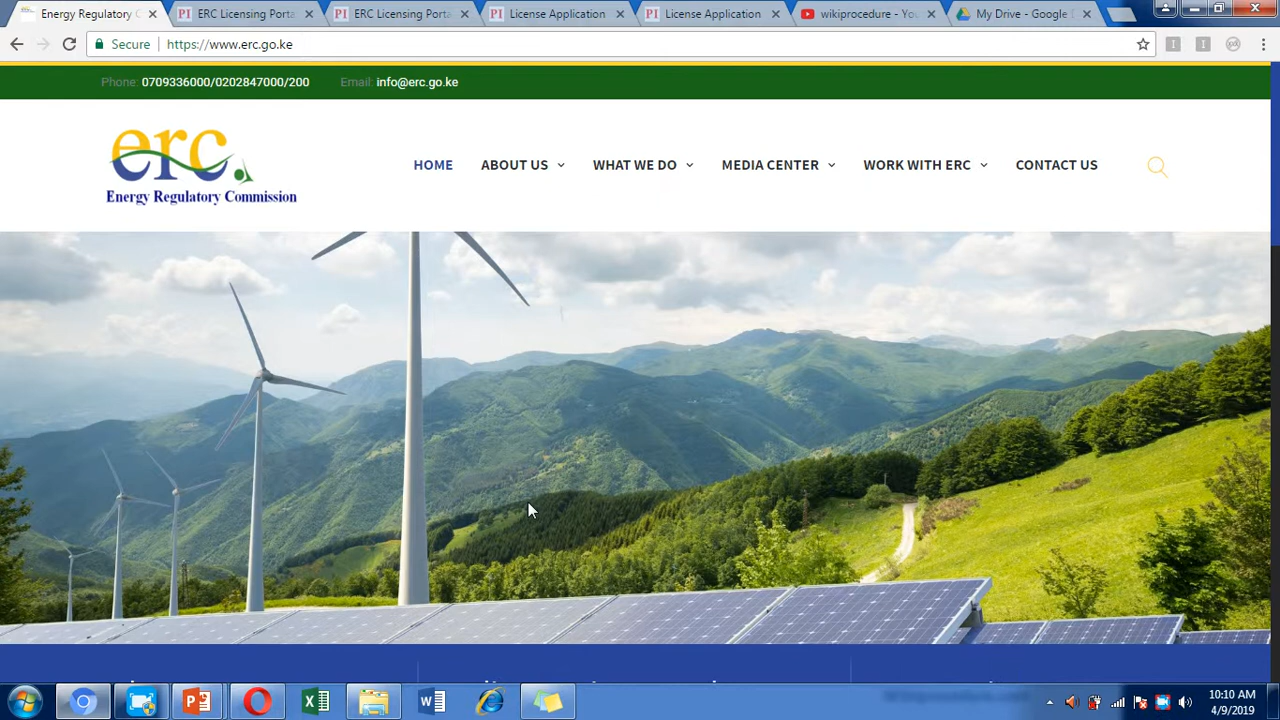 Energy Regulatory C
ERC Licensing Porta
ERC Licensing Porta
License Application
License Application
wikiprocedure - You
My Drive - Google
Secure
https://www.erc.go.ke
Phone: 0709336000/0202847000/200
Email: info@erc.go.ke
erc
Energy Regulatory Commission
HOME
ABOUT US
WHAT WE DO
MEDIA CENTER
WORK WITH ERC
CONTACT US
10:10 AM
4/9/2019